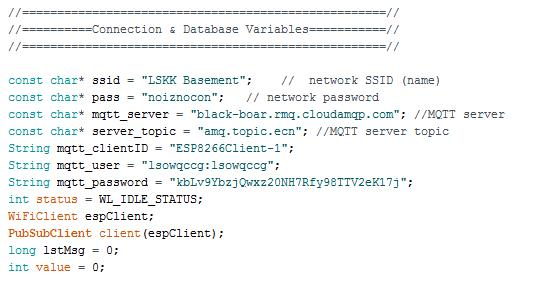 //====================================================//
//==========Connection & Database Variables===========//
//====================================================//
const char* ssid = "LSKK Basement";    //  network SSID (name)
const char* pass = "noiznocon";   // network password
const char* mqtt_server = "black-boar.rmq.cloudamqp.com"; //MQTT server
const char* server_topic = "amq.topic.ecn"; //MQTT server topic
String mqtt_clientID = "ESP8266Client-1";
String mqtt_user = "lsowqccg:lsowqccg";
String mqtt_password = "kbLv9YbzjQwxz20NH7Rfy98TTV2eK17j";
int status = WL_IDLE_STATUS;
WiFiClient espClient;
PubSubClient client(espClient);
long lstMsg = 0;
int value = 0;